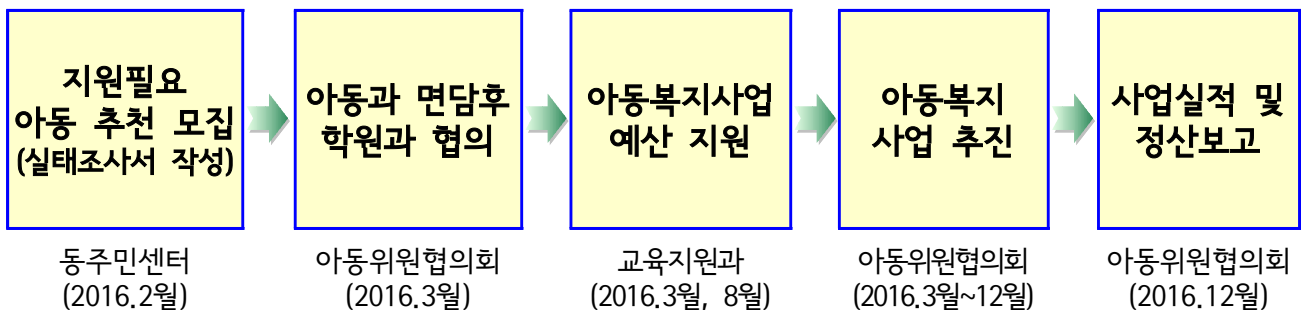 지원필요
아동 추천 모집
(실태조사서 작성)
아동과 면담후
학원과 협의
아동복지사업
예산 지원
아동복지
사업 추진
사업실적 및
정산보고
동주민센터
(2016.2월)
아동위원협의회
(2016.3월)
교육지원과
(2016.3월, 8월)
아동위원협의회
(2016.3월~12월)
아동위원협의회
(2016.12월)